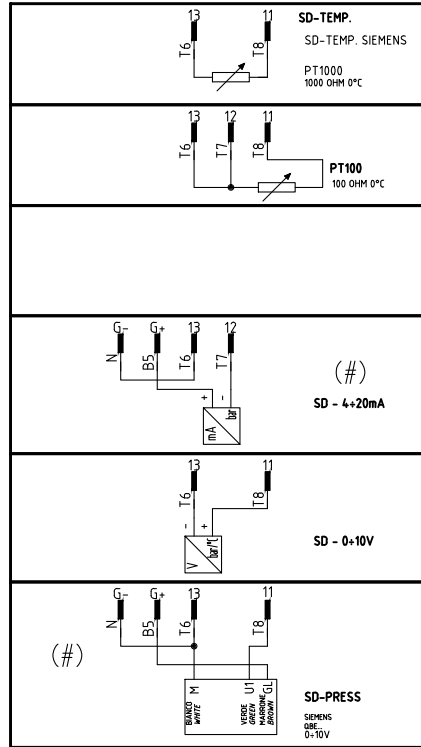 13 11
T6 T8
SD-TEMP.
SD-TEMP. SIEMENS
PT1000
1000 OHM 0°C
13 12 11
T6 T7 T8
PT100
100 OHM 0°C
G- G+ 13 12
N B5 T6 T7
+ -
mA bar
(#)
SD - 4÷20mA
13 11
T6 T8
- +
V bar/°C
SD - 0÷10V
G- G+ 13 11
N B5 T6 T8
(#)
M U1 GL
BIANCO VERDE MARRONE
WHITE GREEN BROWN
SD-PRESS
SIEMENS
QBE...
0÷10V